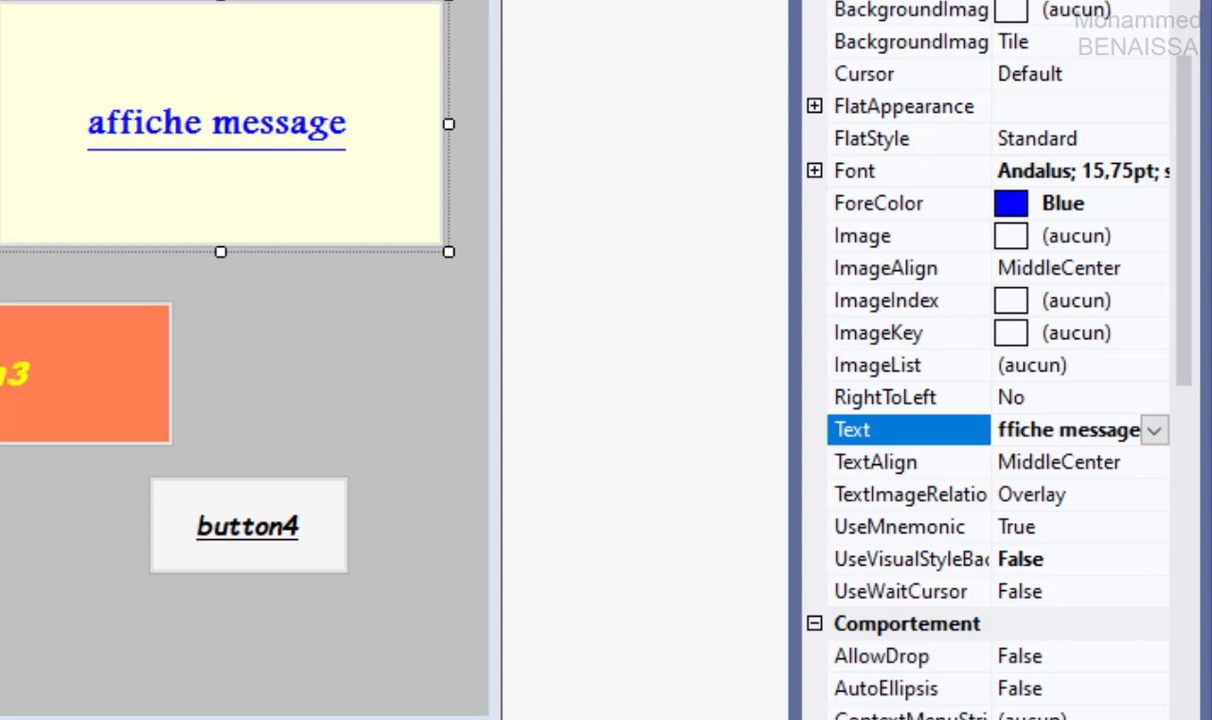 affiche message
n3
button4
Mohammed
BENAISSA
BackgroundImag (aucun)
BackgroundImag Tile
Cursor Default
FlatAppearance
FlatStyle Standard
Font Andalus; 15,75pt; s
ForeColor Blue
Image (aucun)
ImageAlign MiddleCenter
ImageIndex (aucun)
ImageKey (aucun)
ImageList (aucun)
RightToLeft No
Text ffiche message
TextAlign MiddleCenter
TextImageRelatio Overlay
UseMnemonic True
UseVisualStyleBac False
UseWaitCursor False
Comportement
AllowDrop False
AutoEllipsis False
ContextMenuStri (aucun)